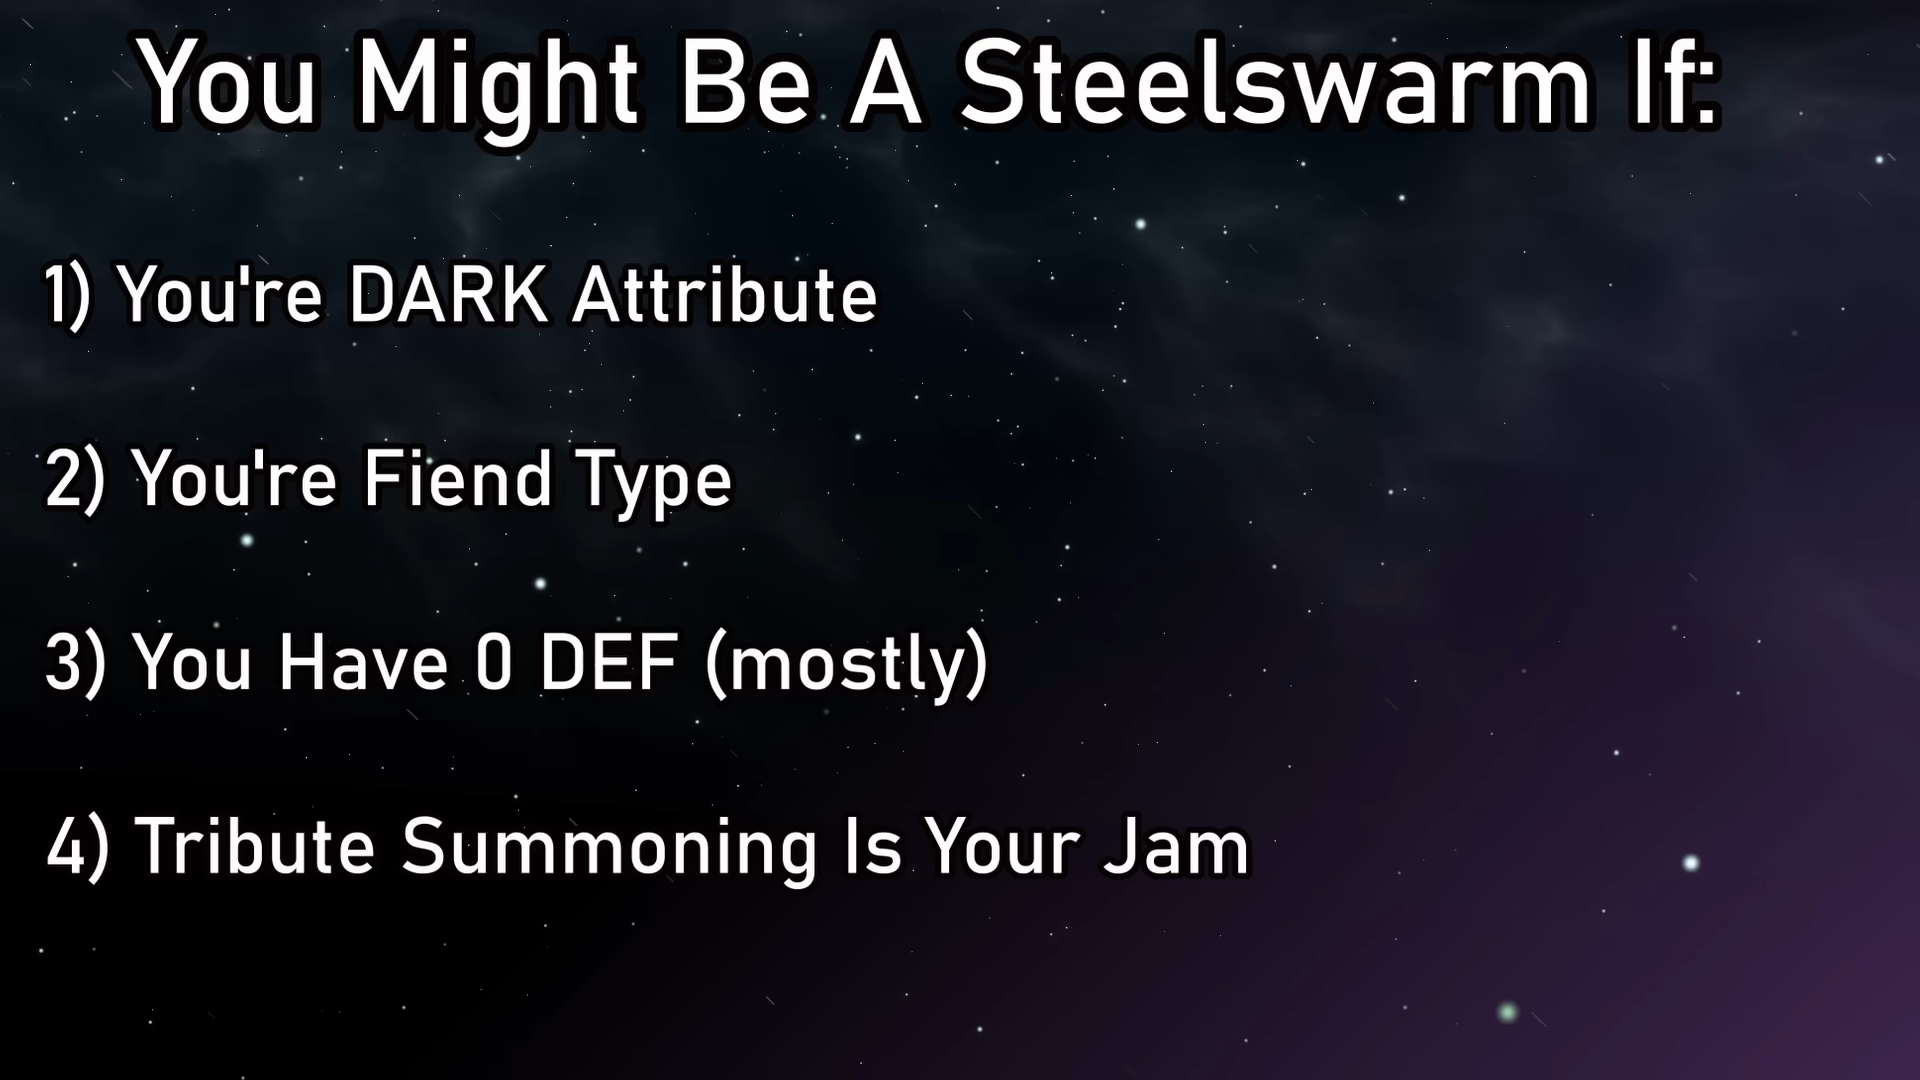 You Might Be A Steelswarm If:
1) You're DARK Attribute
2) You're Fiend Type
3) You Have 0 DEF (mostly)
4) Tribute Summoning Is Your Jam